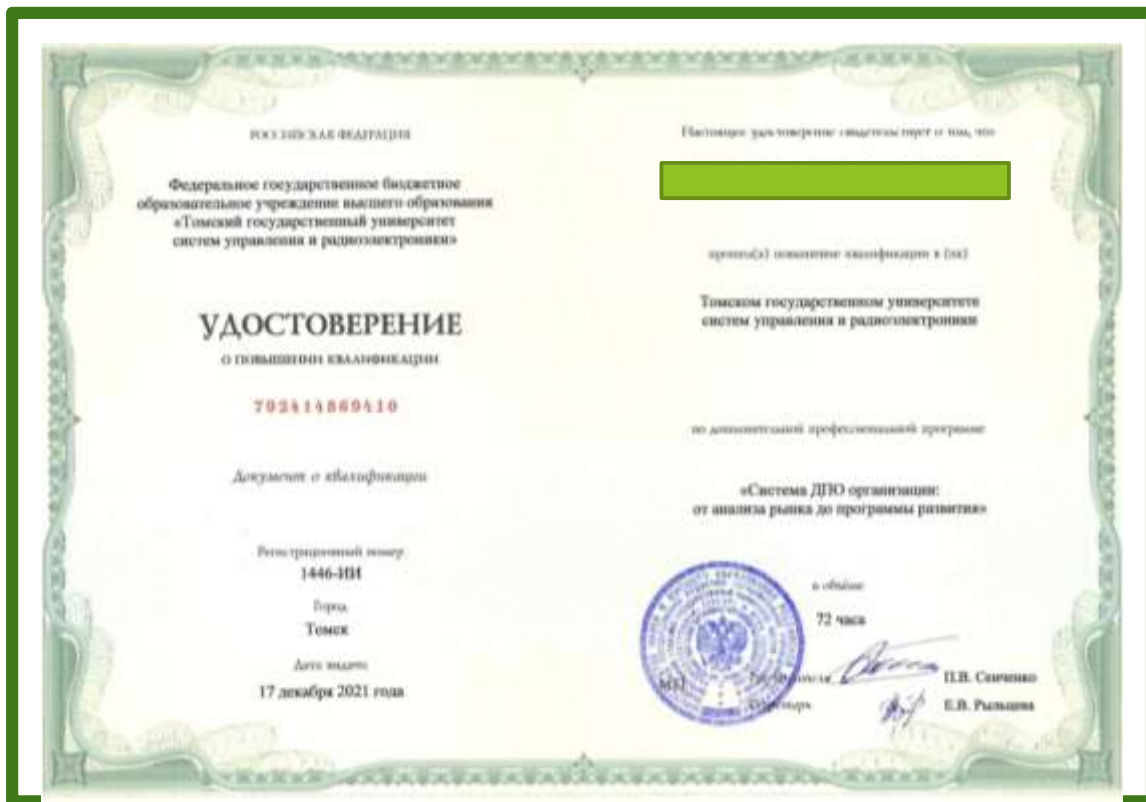 РОССИЙСКАЯ ФЕДЕРАЦИЯ
Федеральное государственное бюджетное
образовательное учреждение высшего образования
«Томский государственный университет
систем управления и радиоэлектроники»
УДОСТОВЕРЕНИЕ
О ПОВЫШЕНИИ КВАЛИФИКАЦИИ
702414869410
Документ о квалификации
Регистрационный номер
1446-ИИ
Город
Томск
Дата выдачи
17 декабря 2021 года
Настоящее удостоверение свидетельствует о том, что
прошел(а) повышение квалификации в (на)
Томском государственном университете
систем управления и радиоэлектроники
по дополнительной профессиональной программе
«Система ДПО организации:
от анализа рынка до программы развития»
в объёме
72 часа
М.П.
Руководитель П.В. Сенченко
Секретарь Е.В. Рыльцева